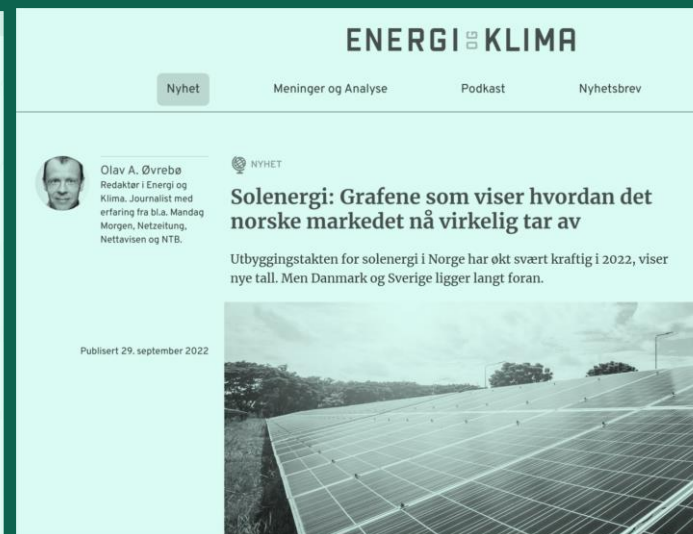 ENERGI OG KLIMA
Nyhet Meninger og Analyse Podkast Nyhetsbrev
Olav A. Øvrebø
Redaktør i Energi og
Klima. Journalist med
erfaring fra bl.a. Mandag
Morgen, Netzeitung,
Nettavisen og NTB.
Publisert 29. september 2022
NYHET
Solenergi: Grafene som viser hvordan det
norske markedet nå virkelig tar av
Utbyggingstakten for solenergi i Norge har økt svært kraftig i 2022, viser
nye tall. Men Danmark og Sverige ligger langt foran.